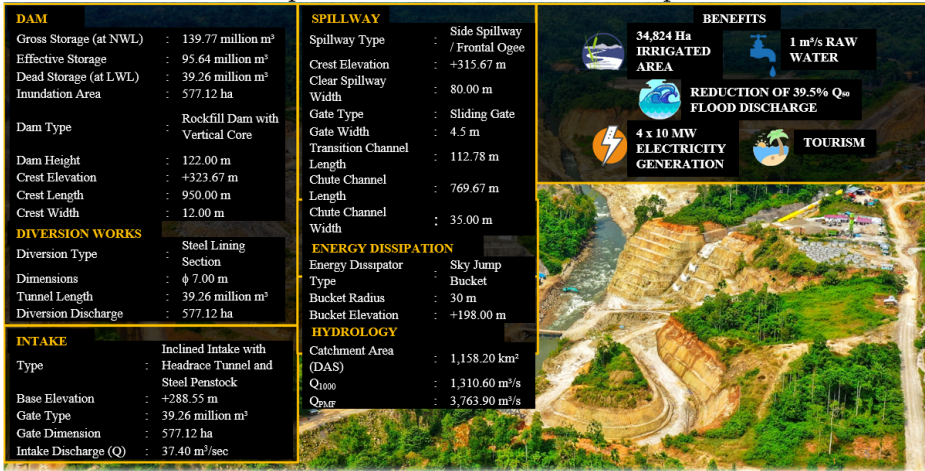 DAM
Gross Storage (at NWL) : 139.77 million m³
Effective Storage : 95.64 million m³
Dead Storage (at LWL) : 39.26 million m³
Inundation Area : 577.12 ha
Dam Type : Rockfill Dam with
Vertical Core
Dam Height : 122.00 m
Crest Elevation : +323.67 m
Crest Length : 950.00 m
Crest Width : 12.00 m
DIVERSION WORKS
Diversion Type : Steel Lining
Section
Dimensions : ϕ 7.00 m
Tunnel Length : 39.26 million m³
Diversion Discharge : 577.12 ha
INTAKE
Type : Inclined Intake with
Headrace Tunnel and
Steel Penstock
Base Elevation : +288.55 m
Gate Type : 39.26 million m³
Gate Dimension : 577.12 ha
Intake Discharge (Q) : 37.40 m³/sec
SPILLWAY
Spillway Type : Side Spillway
/ Frontal Ogee
Crest Elevation : +315.67 m
Clear Spillway
Width : 80.00 m
Gate Type : Sliding Gate
Gate Width : 4.5 m
Transition Channel
Length : 112.78 m
Chute Channel
Length : 769.67 m
Chute Channel
Width : 35.00 m
ENERGY DISSIPATION
Energy Dissipator
Type : Sky Jump
Bucket
Bucket Radius : 30 m
Bucket Elevation : +198.00 m
HYDROLOGY
Catchment Area
(DAS) : 1,158.20 km²
Q₁₀₀₀ : 1,310.60 m³/s
Q_PMF : 3,763.90 m³/s
BENEFITS
34,824 Ha
IRRIGATED
AREA
1 m³/s RAW
WATER
REDUCTION OF 39.5% Q₅₀
FLOOD DISCHARGE
4 x 10 MW
ELECTRICITY
GENERATION
TOURISM